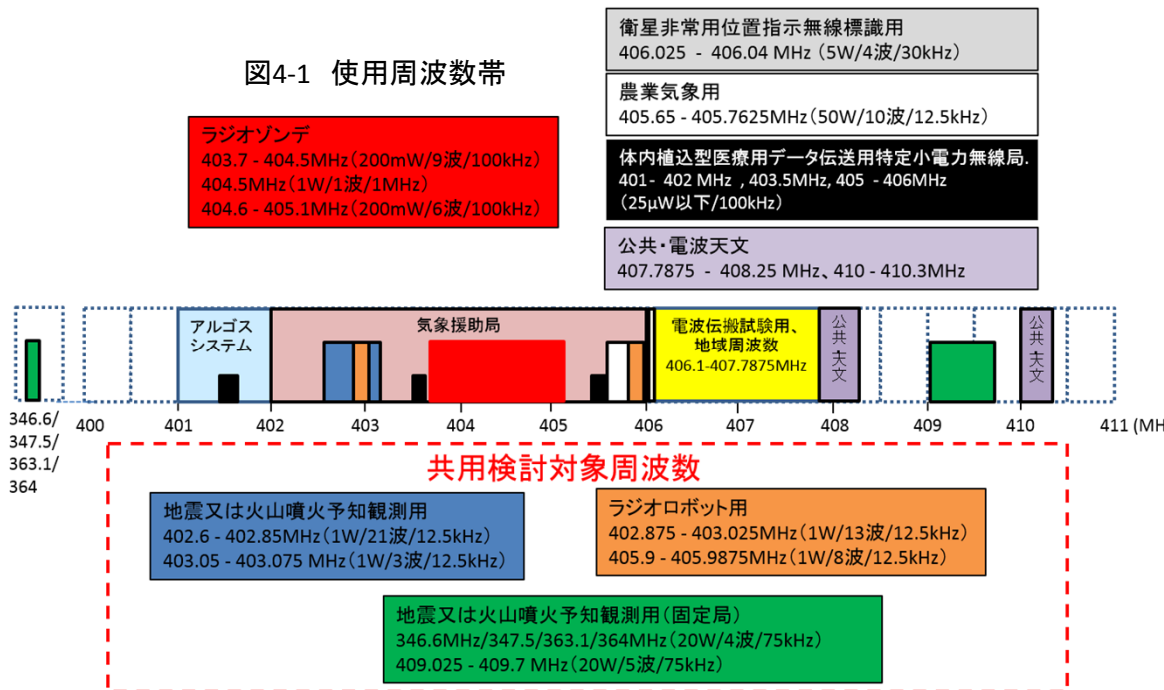 図4-1 使用周波数帯
衛星非常用位置指示無線標識用
406.025 - 406.04 MHz (5W/4波/30kHz)
農業気象用
405.65 - 405.7625MHz(50W/10波/12.5kHz)
ラジオゾンデ
403.7 - 404.5MHz(200mW/9波/100kHz)
404.5MHz(1W/1波/1MHz)
404.6 - 405.1MHz(200mW/6波/100kHz)
体内植込型医療用データ伝送用特定小電力無線局.
401- 402 MHz , 403.5MHz, 405 - 406MHz
(25μW以下/100kHz)
公共・電波天文
407.7875 - 408.25 MHz、410 - 410.3MHz
アルゴス
システム
気象援助局
電波伝搬試験用、
地域周波数
406.1-407.7875MHz
公共・天文
公共・天文
346.6/
347.5/
363.1/
364
400 401 402 403 404 405 406 407 408 409 410 411 (MH
共用検討対象周波数
地震又は火山噴火予知観測用
402.6 - 402.85MHz(1W/21波/12.5kHz)
403.05 - 403.075 MHz(1W/3波/12.5kHz)
ラジオロボット用
402.875 - 403.025MHz(1W/13波/12.5kHz)
405.9 - 405.9875MHz(1W/8波/12.5kHz)
地震又は火山噴火予知観測用(固定局)
346.6MHz/347.5/363.1/364MHz(20W/4波/75kHz)
409.025 - 409.7 MHz(20W/5波/75kHz)